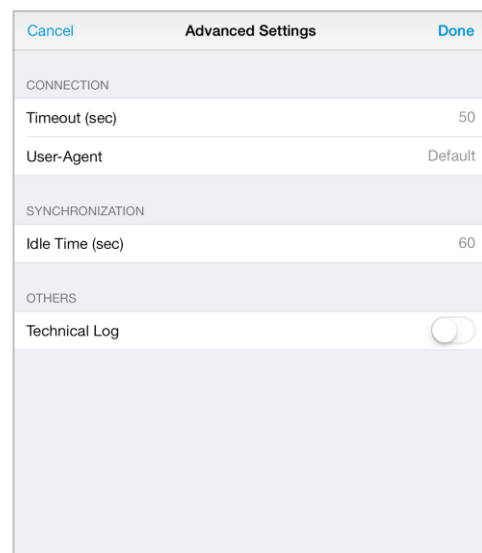 Cancel Advanced Settings Done
CONNECTION
Timeout (sec) 50
User-Agent Default
SYNCHRONIZATION
Idle Time (sec) 60
OTHERS
Technical Log